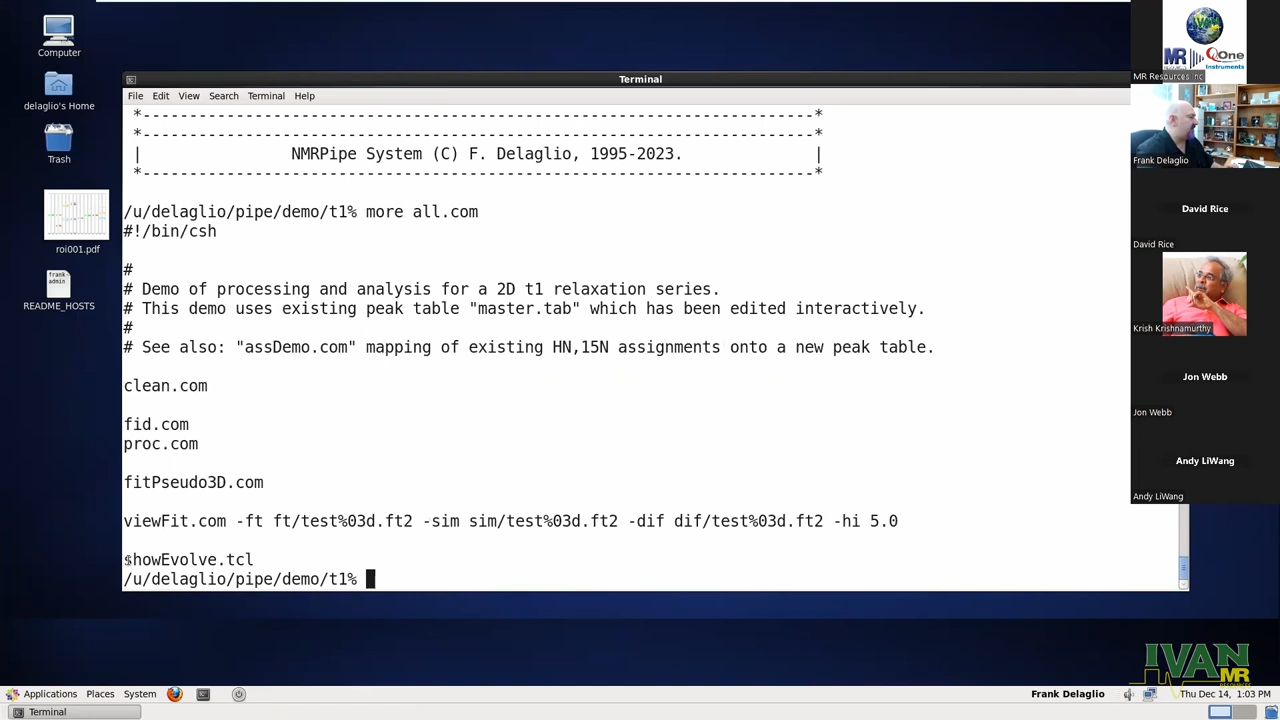 Computer
delaglio's Home
Trash
roi001.pdf
frank
admin
README_HOSTS
Terminal
File Edit View Search Terminal Help
*-----------------------------------------------------------------------*
*-----------------------------------------------------------------------*
| NMRPipe System (C) F. Delaglio, 1995-2023. |
*-----------------------------------------------------------------------*
/u/delaglio/pipe/demo/t1% more all.com
#!/bin/csh
#
# Demo of processing and analysis for a 2D t1 relaxation series.
# This demo uses existing peak table "master.tab" which has been edited interactively.
#
# See also: "assDemo.com" mapping of existing HN,15N assignments onto a new peak table.
clean.com
fid.com
proc.com
fitPseudo3D.com
viewFit.com -ft ft/test%03d.ft2 -sim sim/test%03d.ft2 -dif dif/test%03d.ft2 -hi 5.0
showEvolve.tcl
/u/delaglio/pipe/demo/t1%
MR
QOne
Instruments
MR Resources Inc
Frank Delaglio
David Rice
David Rice
Krish Krishnamurthy
Jon Webb
Jon Webb
Andy LiWang
Andy LiWang
IVAN
MR
RESOURCES
Applications Places System
Frank Delaglio
Thu Dec 14, 1:03 PM
Terminal